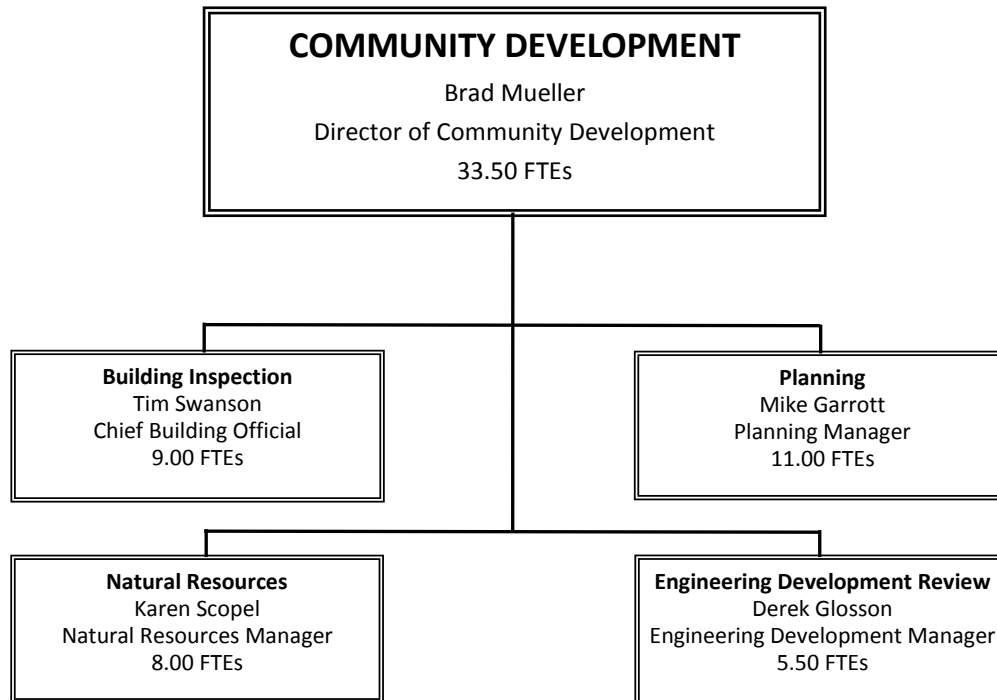 COMMUNITY DEVELOPMENT
Brad Mueller
Director of Community Development
33.50 FTEs
Building Inspection
Tim Swanson
Chief Building Official
9.00 FTEs
Planning
Mike Garrott
Planning Manager
11.00 FTEs
Natural Resources
Karen Scopel
Natural Resources Manager
8.00 FTEs
Engineering Development Review
Derek Glosson
Engineering Development Manager
5.50 FTEs